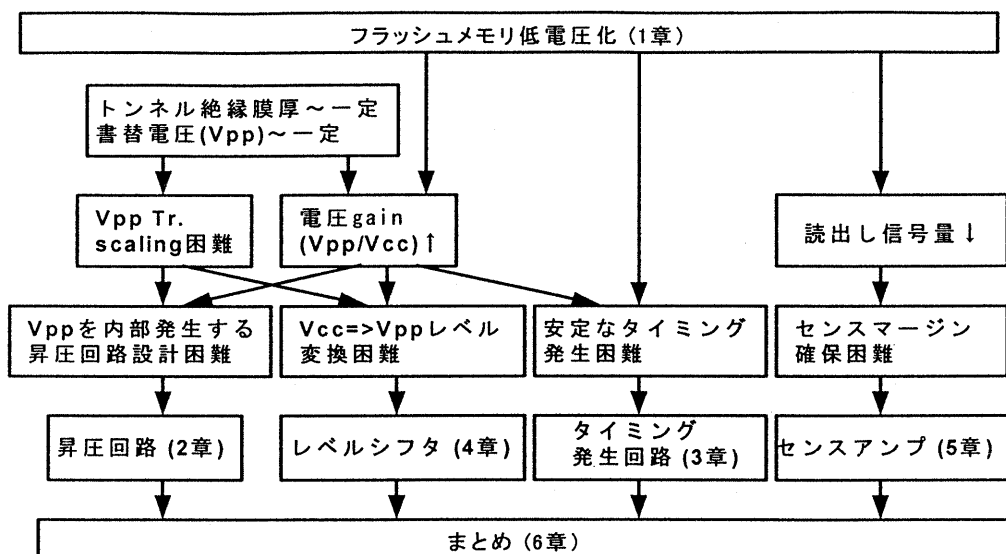 フラッシュメモリ低電圧化 (1章)
トンネル絶縁膜厚～一定
書替電圧(Vpp)～一定
Vpp Tr.
scaling困難
電圧gain
(Vpp/Vcc)↑
読出し信号量↓
Vppを内部発生する
昇圧回路設計困難
Vcc=>Vppレベル
変換困難
安定なタイミング
発生困難
センスマージン
確保困難
昇圧回路 (2章)
レベルシフタ (4章)
タイミング
発生回路 (3章)
センスアンプ (5章)
まとめ (6章)